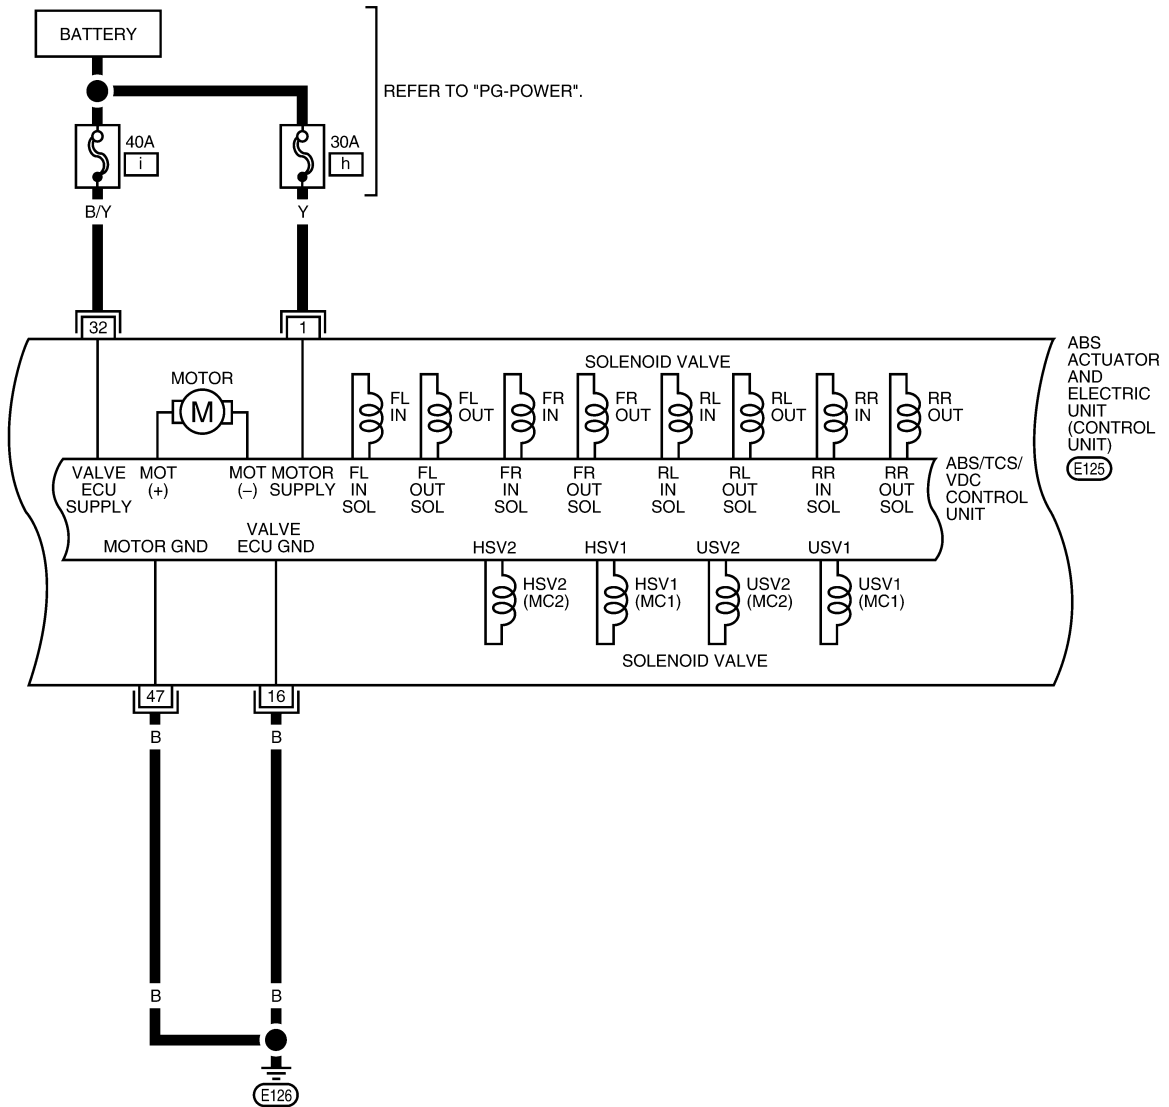 BATTERY
REFER TO "PG-POWER".
40A
i
30A
h
B/Y
Y
32
1
ABS
ACTUATOR
AND
ELECTRIC
UNIT
(CONTROL
UNIT)
E125
SOLENOID VALVE
MOTOR
M
FL
IN
FL
OUT
FR
IN
FR
OUT
RL
IN
RL
OUT
RR
IN
RR
OUT
VALVE
ECU
SUPPLY
MOT
(+)
MOT
(–)
MOTOR
SUPPLY
FL
IN
SOL
FL
OUT
SOL
FR
IN
SOL
FR
OUT
SOL
RL
IN
SOL
RL
OUT
SOL
RR
IN
SOL
RR
OUT
SOL
ABS/TCS/
VDC
CONTROL
UNIT
MOTOR GND
VALVE
ECU GND
HSV2
HSV1
USV2
USV1
HSV2
(MC2)
HSV1
(MC1)
USV2
(MC2)
USV1
(MC1)
SOLENOID VALVE
47
16
B
B
B
B
E126